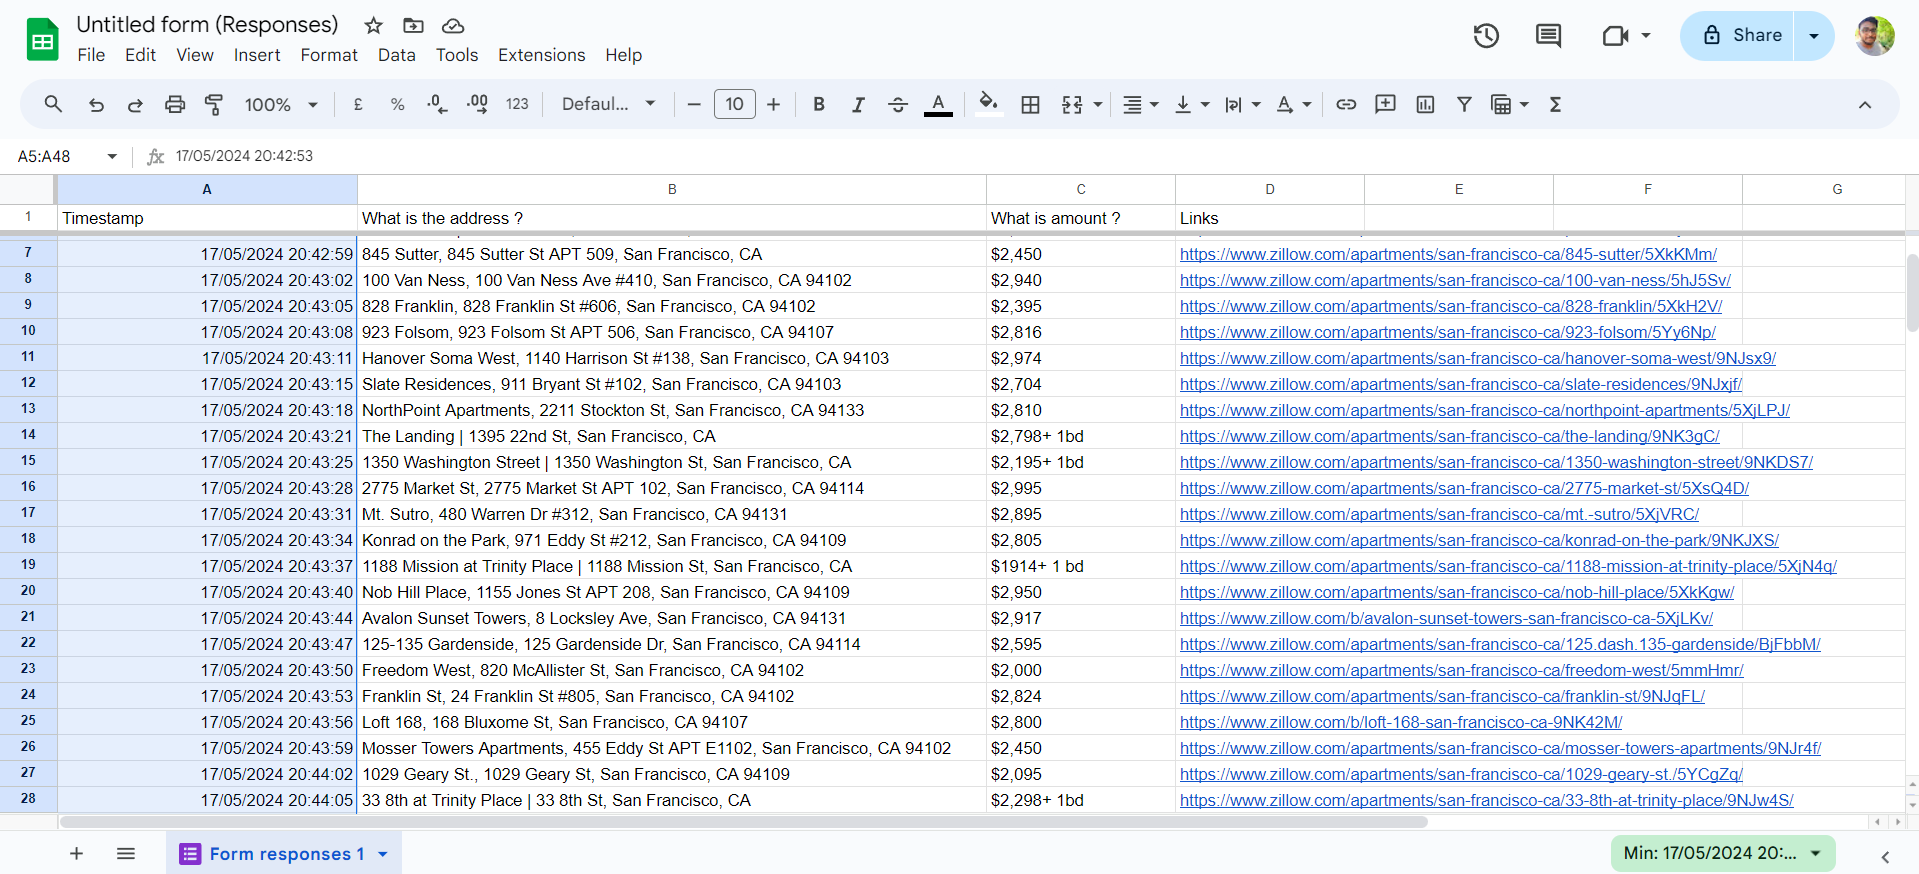 Untitled form (Responses)
File Edit View Insert Format Data Tools Extensions Help
Share
100% £ % .0 .00 123 Defaul... 10 B I A
A5:A48 fx 17/05/2024 20:42:53
A B C D E F G
1 Timestamp What is the address ? What is amount ? Links
7 17/05/2024 20:42:59 845 Sutter, 845 Sutter St APT 509, San Francisco, CA $2,450 https://www.zillow.com/apartments/san-francisco-ca/845-sutter/5XkKMm/
8 17/05/2024 20:43:02 100 Van Ness, 100 Van Ness Ave #410, San Francisco, CA 94102 $2,940 https://www.zillow.com/apartments/san-francisco-ca/100-van-ness/5hJ5Sv/
9 17/05/2024 20:43:05 828 Franklin, 828 Franklin St #606, San Francisco, CA 94102 $2,395 https://www.zillow.com/apartments/san-francisco-ca/828-franklin/5XkH2V/
10 17/05/2024 20:43:08 923 Folsom, 923 Folsom St APT 506, San Francisco, CA 94107 $2,816 https://www.zillow.com/apartments/san-francisco-ca/923-folsom/5Yy6Np/
11 17/05/2024 20:43:11 Hanover Soma West, 1140 Harrison St #138, San Francisco, CA 94103 $2,974 https://www.zillow.com/apartments/san-francisco-ca/hanover-soma-west/9NJsx9/
12 17/05/2024 20:43:15 Slate Residences, 911 Bryant St #102, San Francisco, CA 94103 $2,704 https://www.zillow.com/apartments/san-francisco-ca/slate-residences/9NJxjf/
13 17/05/2024 20:43:18 NorthPoint Apartments, 2211 Stockton St, San Francisco, CA 94133 $2,810 https://www.zillow.com/apartments/san-francisco-ca/northpoint-apartments/5XjLPJ/
14 17/05/2024 20:43:21 The Landing | 1395 22nd St, San Francisco, CA $2,798+ 1bd https://www.zillow.com/apartments/san-francisco-ca/the-landing/9NK3gC/
15 17/05/2024 20:43:25 1350 Washington Street | 1350 Washington St, San Francisco, CA $2,195+ 1bd https://www.zillow.com/apartments/san-francisco-ca/1350-washington-street/9NKDS7/
16 17/05/2024 20:43:28 2775 Market St, 2775 Market St APT 102, San Francisco, CA 94114 $2,995 https://www.zillow.com/apartments/san-francisco-ca/2775-market-st/5XsQ4D/
17 17/05/2024 20:43:31 Mt. Sutro, 480 Warren Dr #312, San Francisco, CA 94131 $2,895 https://www.zillow.com/apartments/san-francisco-ca/mt.-sutro/5XjVRC/
18 17/05/2024 20:43:34 Konrad on the Park, 971 Eddy St #212, San Francisco, CA 94109 $2,805 https://www.zillow.com/apartments/san-francisco-ca/konrad-on-the-park/9NKJXS/
19 17/05/2024 20:43:37 1188 Mission at Trinity Place | 1188 Mission St, San Francisco, CA $1914+ 1 bd https://www.zillow.com/apartments/san-francisco-ca/1188-mission-at-trinity-place/5XjN4q/
20 17/05/2024 20:43:40 Nob Hill Place, 1155 Jones St APT 208, San Francisco, CA 94109 $2,950 https://www.zillow.com/apartments/san-francisco-ca/nob-hill-place/5XkKgw/
21 17/05/2024 20:43:44 Avalon Sunset Towers, 8 Locksley Ave, San Francisco, CA 94131 $2,917 https://www.zillow.com/b/avalon-sunset-towers-san-francisco-ca-5XjLKv/
22 17/05/2024 20:43:47 125-135 Gardenside, 125 Gardenside Dr, San Francisco, CA 94114 $2,595 https://www.zillow.com/apartments/san-francisco-ca/125.dash.135-gardenside/BjFbbM/
23 17/05/2024 20:43:50 Freedom West, 820 McAllister St, San Francisco, CA 94102 $2,000 https://www.zillow.com/apartments/san-francisco-ca/freedom-west/5mmHmr/
24 17/05/2024 20:43:53 Franklin St, 24 Franklin St #805, San Francisco, CA 94102 $2,824 https://www.zillow.com/apartments/san-francisco-ca/franklin-st/9NJqFL/
25 17/05/2024 20:43:56 Loft 168, 168 Bluxome St, San Francisco, CA 94107 $2,800 https://www.zillow.com/b/loft-168-san-francisco-ca-9NK42M/
26 17/05/2024 20:43:59 Mosser Towers Apartments, 455 Eddy St APT E1102, San Francisco, CA 94102 $2,450 https://www.zillow.com/apartments/san-francisco-ca/mosser-towers-apartments/9NJr4f/
27 17/05/2024 20:44:02 1029 Geary St., 1029 Geary St, San Francisco, CA 94109 $2,095 https://www.zillow.com/apartments/san-francisco-ca/1029-geary-st./5YCgZq/
28 17/05/2024 20:44:05 33 8th at Trinity Place | 33 8th St, San Francisco, CA $2,298+ 1bd https://www.zillow.com/apartments/san-francisco-ca/33-8th-at-trinity-place/9NJw4S/
Form responses 1 Min: 17/05/2024 20:...